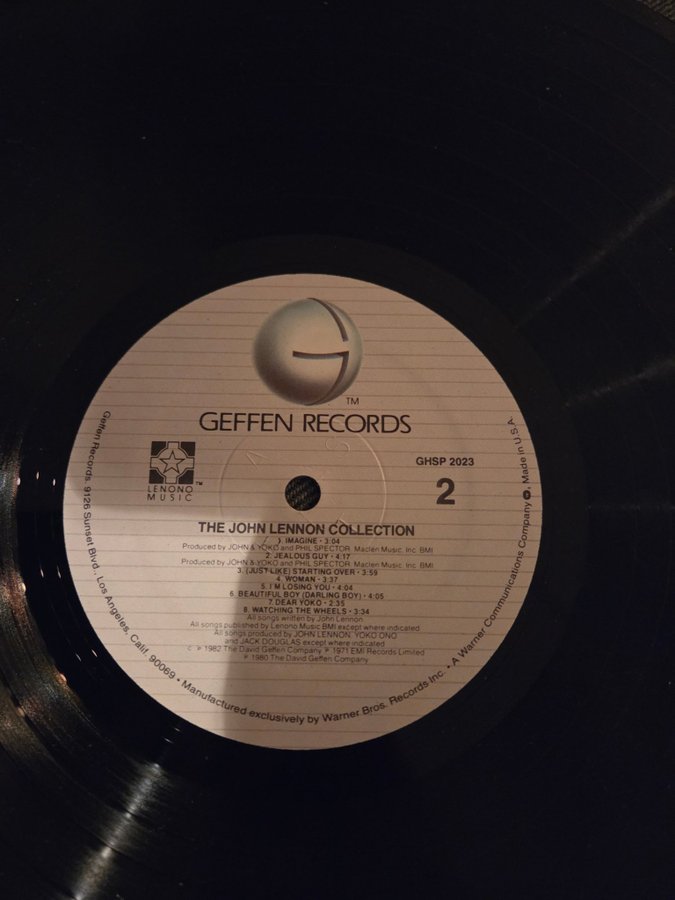 TM
GEFFEN RECORDS
GHSP 2023
2
LENONO
MUSIC
TM
THE JOHN LENNON COLLECTION
1. IMAGINE • 3:04
Produced by JOHN & YOKO and PHIL SPECTOR. Maclen Music, Inc. BMI
2. JEALOUS GUY • 4:17
Produced by JOHN & YOKO and PHIL SPECTOR. Maclen Music, Inc. BMI
3. (JUST LIKE) STARTING OVER • 3:59
4. WOMAN • 3:37
5. I'M LOSING YOU • 4:04
6. BEAUTIFUL BOY (DARLING BOY) • 4:05
7. DEAR YOKO • 2:35
8. WATCHING THE WHEELS • 3:34
All songs written by John Lennon
All songs published by Lenono Music BMI except where indicated.
All songs produced by JOHN LENNON, YOKO ONO
and JACK DOUGLAS except where indicated
© ℗ 1982 The David Geffen Company ℗ 1971 EMI Records Limited
℗ 1980 The David Geffen Company
Geffen Records, 9126 Sunset Blvd., Los Angeles, Calif. 90069 • Manufactured exclusively by Warner Bros. Records Inc. • A Warner Communications Company • Made in U.S.A.